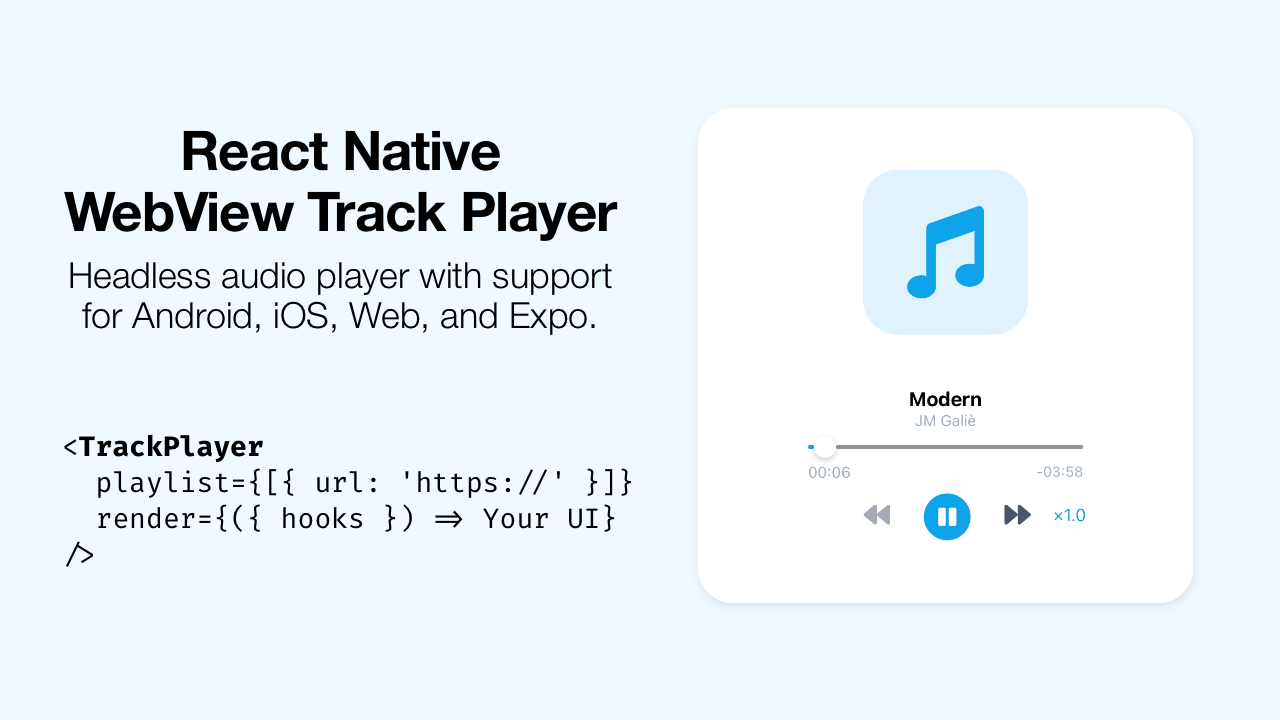 React Native
WebView Track Player
Headless audio player with support
for Android, iOS, Web, and Expo.
<TrackPlayer
  playlist={[{ url: 'https://' }]}
  render={({ hooks }) => Your UI}
/>
Modern
JM Galiè
00:06
-03:58
×1.0